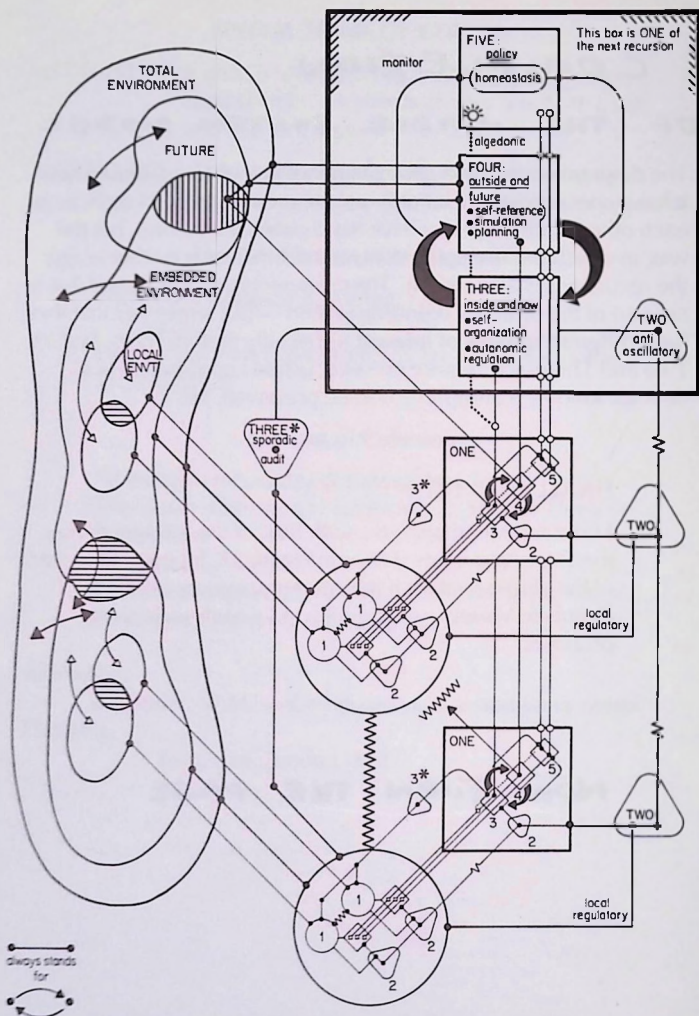 This box is ONE of
the next recursion
FIVE:
policy
homeostasis
monitor
algedonic
TOTAL
ENVIRONMENT
FUTURE
FOUR:
outside and
future
• self-reference
• simulation
• planning
EMBEDDED
ENVIRONMENT
THREE:
inside and now
• self-
organization
• autonomic
regulation
TWO
anti
oscillatory
LOCAL
ENVT
THREE*
sporadic
audit
ONE
5
4
3*
3
2
TWO
local
regulatory
1
1
2
2
ONE
5
4
3*
3
2
TWO
local
regulatory
1
1
2
2
always stands
for